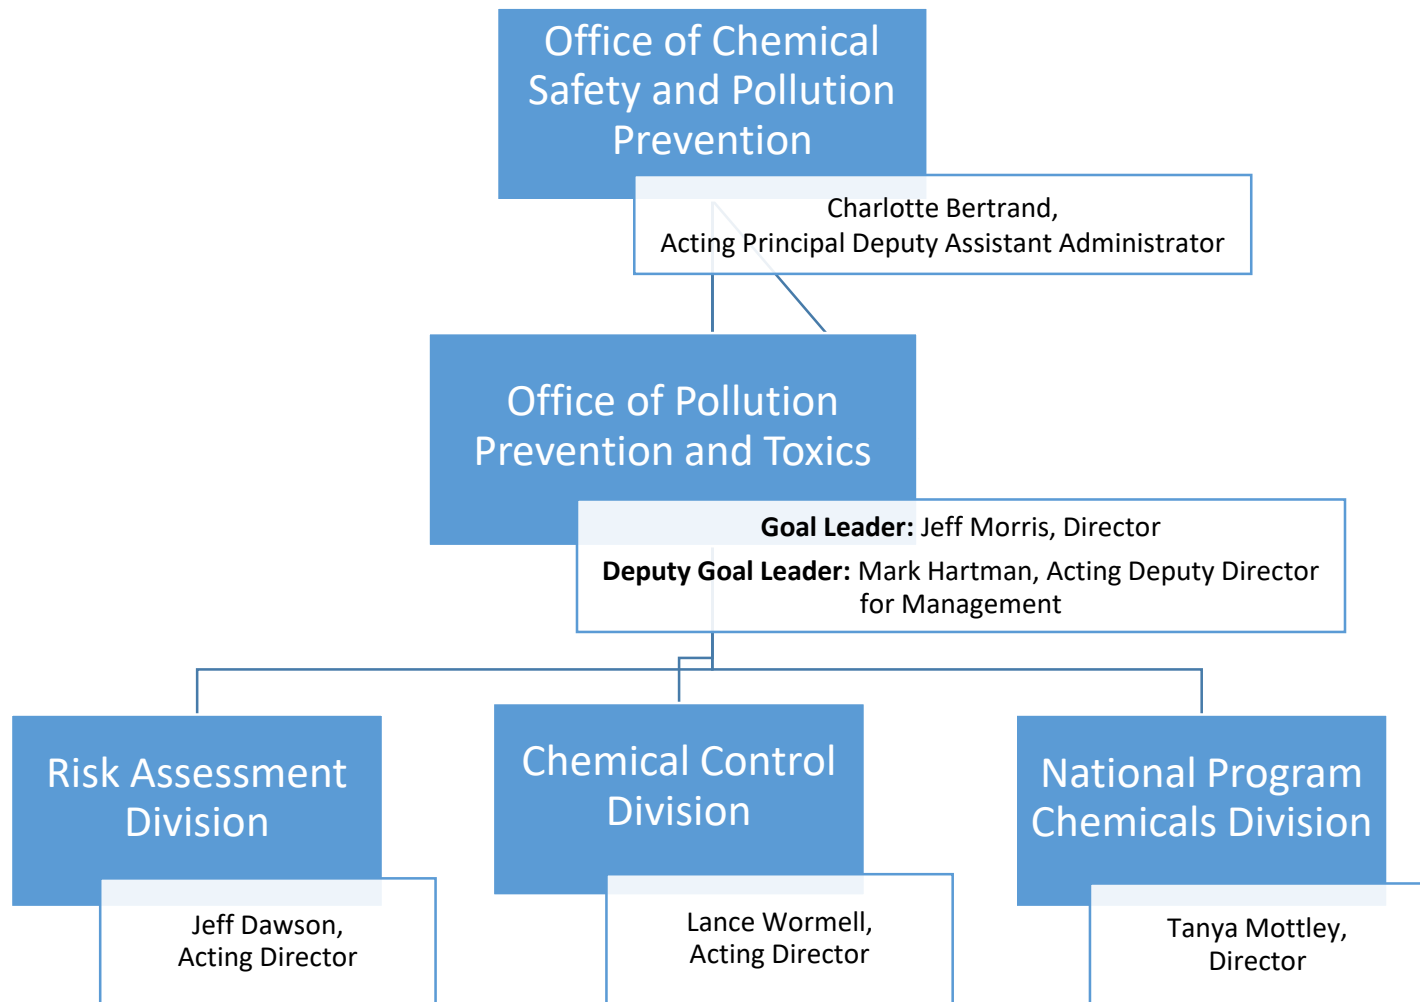 Office of Chemical
Safety and Pollution
Prevention
Charlotte Bertrand,
Acting Principal Deputy Assistant Administrator
Office of Pollution
Prevention and Toxics
Goal Leader: Jeff Morris, Director
Deputy Goal Leader: Mark Hartman, Acting Deputy Director
for Management
Risk Assessment
Division
Jeff Dawson,
Acting Director
Chemical Control
Division
Lance Wormell,
Acting Director
National Program
Chemicals Division
Tanya Mottley,
Director